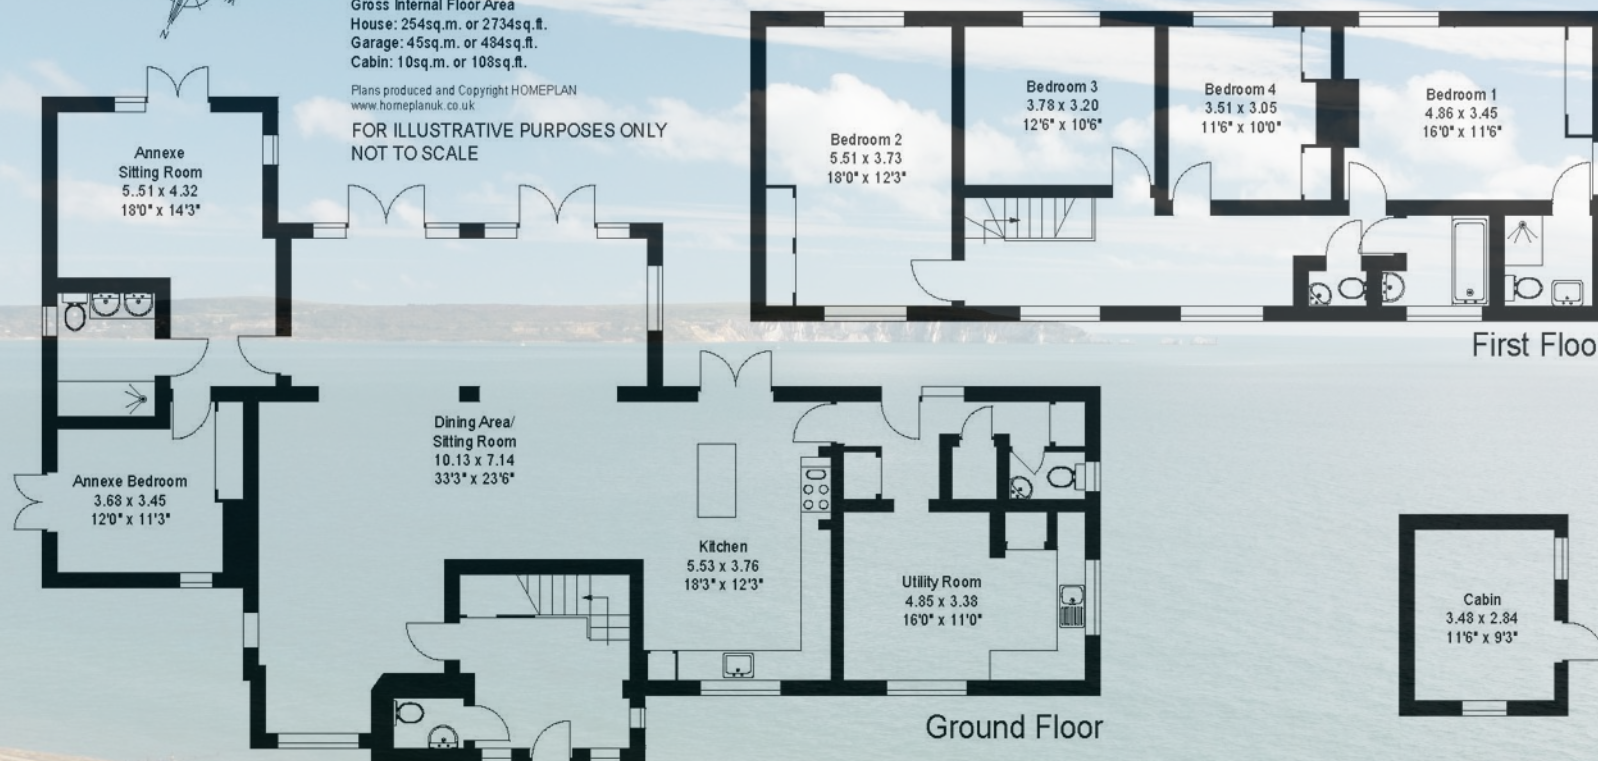 N
Gross Internal Floor Area
House: 254sq.m. or 2734sq.ft.
Garage: 45sq.m. or 484sq.ft.
Cabin: 10sq.m. or 108sq.ft.
Plans produced and Copyright HOMEPLAN
www.homeplanuk.co.uk
FOR ILLUSTRATIVE PURPOSES ONLY
NOT TO SCALE
Annexe
Sitting Room
5..51 x 4.32
18'0" x 14'3"
Bedroom 2
5.51 x 3.73
18'0" x 12'3"
Bedroom 3
3.78 x 3.20
12'6" x 10'6"
Bedroom 4
3.51 x 3.05
11'6" x 10'0"
Bedroom 1
4.86 x 3.45
16'0" x 11'6"
First Floo
Dining Area/
Sitting Room
10.13 x 7.14
33'3" x 23'6"
Annexe Bedroom
3.68 x 3.45
12'0" x 11'3"
Kitchen
5.53 x 3.76
18'3" x 12'3"
Utility Room
4.85 x 3.38
16'0" x 11'0"
Cabin
3.48 x 2.84
11'6" x 9'3"
Ground Floor